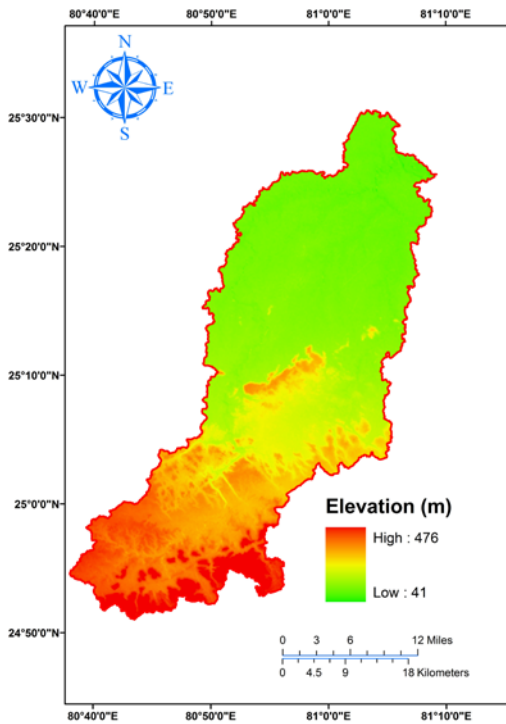 80°40'0"E 80°50'0"E 81°0'0"E 81°10'0"E
N
W E
S
25°30'0"N
25°20'0"N
25°10'0"N
25°0'0"N
24°50'0"N
Elevation (m)
High : 476
Low : 41
0 3 6 12 Miles
0 4.5 9 18 Kilometers
80°40'0"E 80°50'0"E 81°0'0"E 81°10'0"E